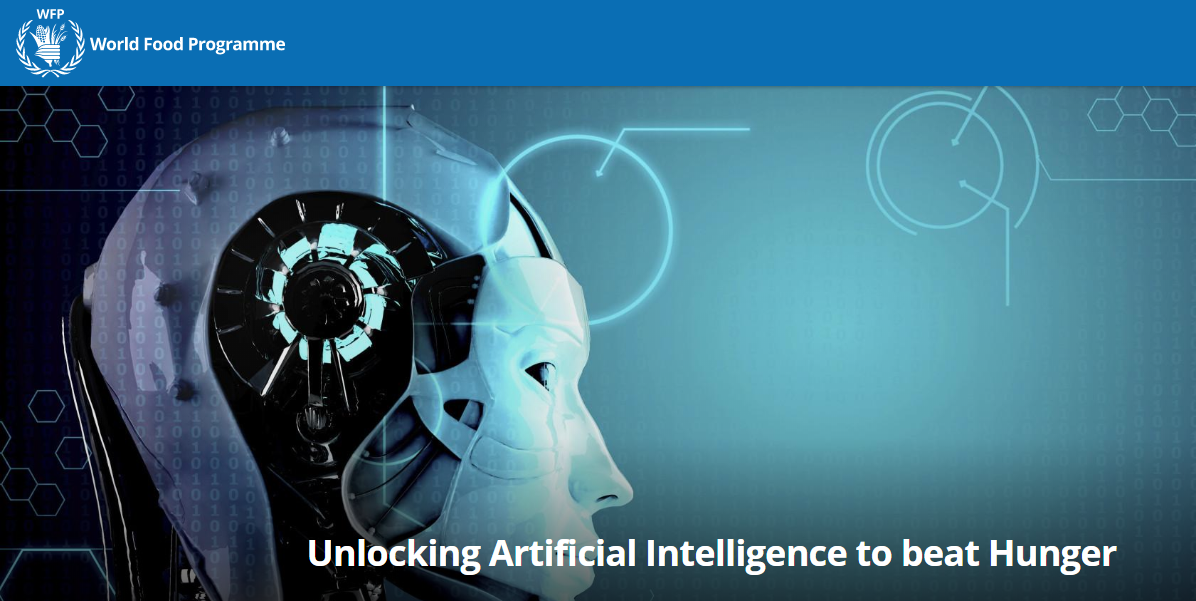 WFP
World Food Programme
Unlocking Artificial Intelligence to beat Hunger